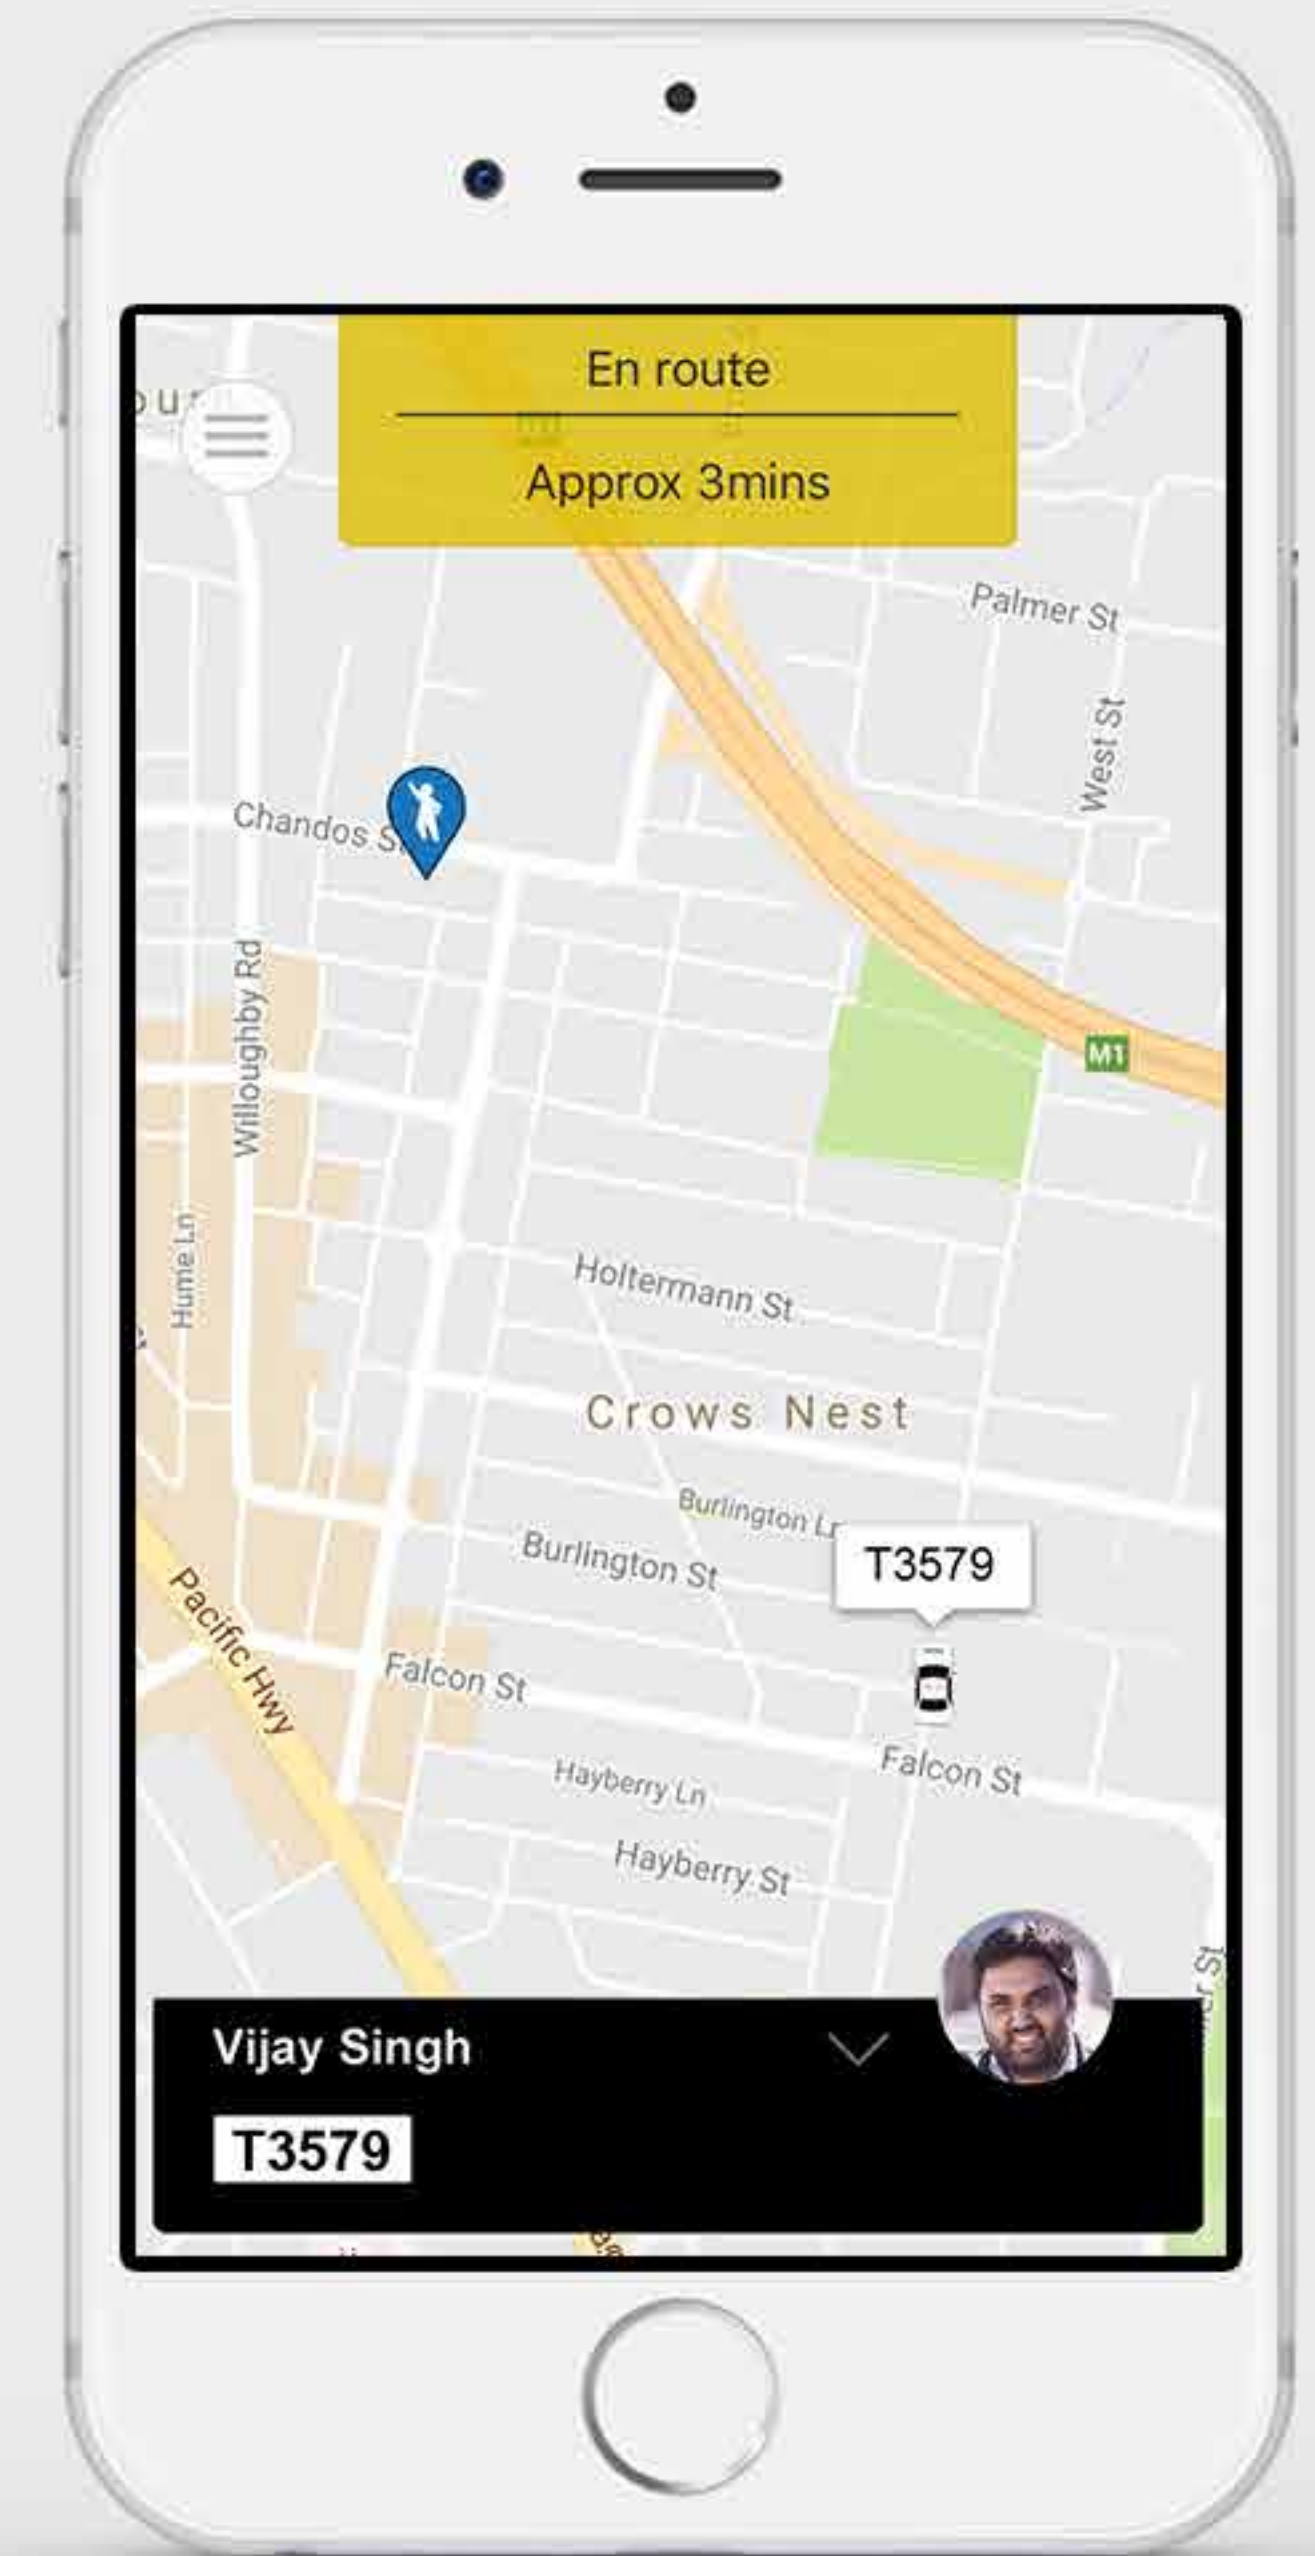 En route
Approx 3mins
Palmer St
West St
Chandos
Willoughby Rd
M1
Hume Ln
Holtermann St
Crows Nest
Burlington Ln
Burlington St
T3579
Pacific Hwy
Falcon St
Falcon St
Hayberry Ln
Hayberry St
Vijay Singh
T3579